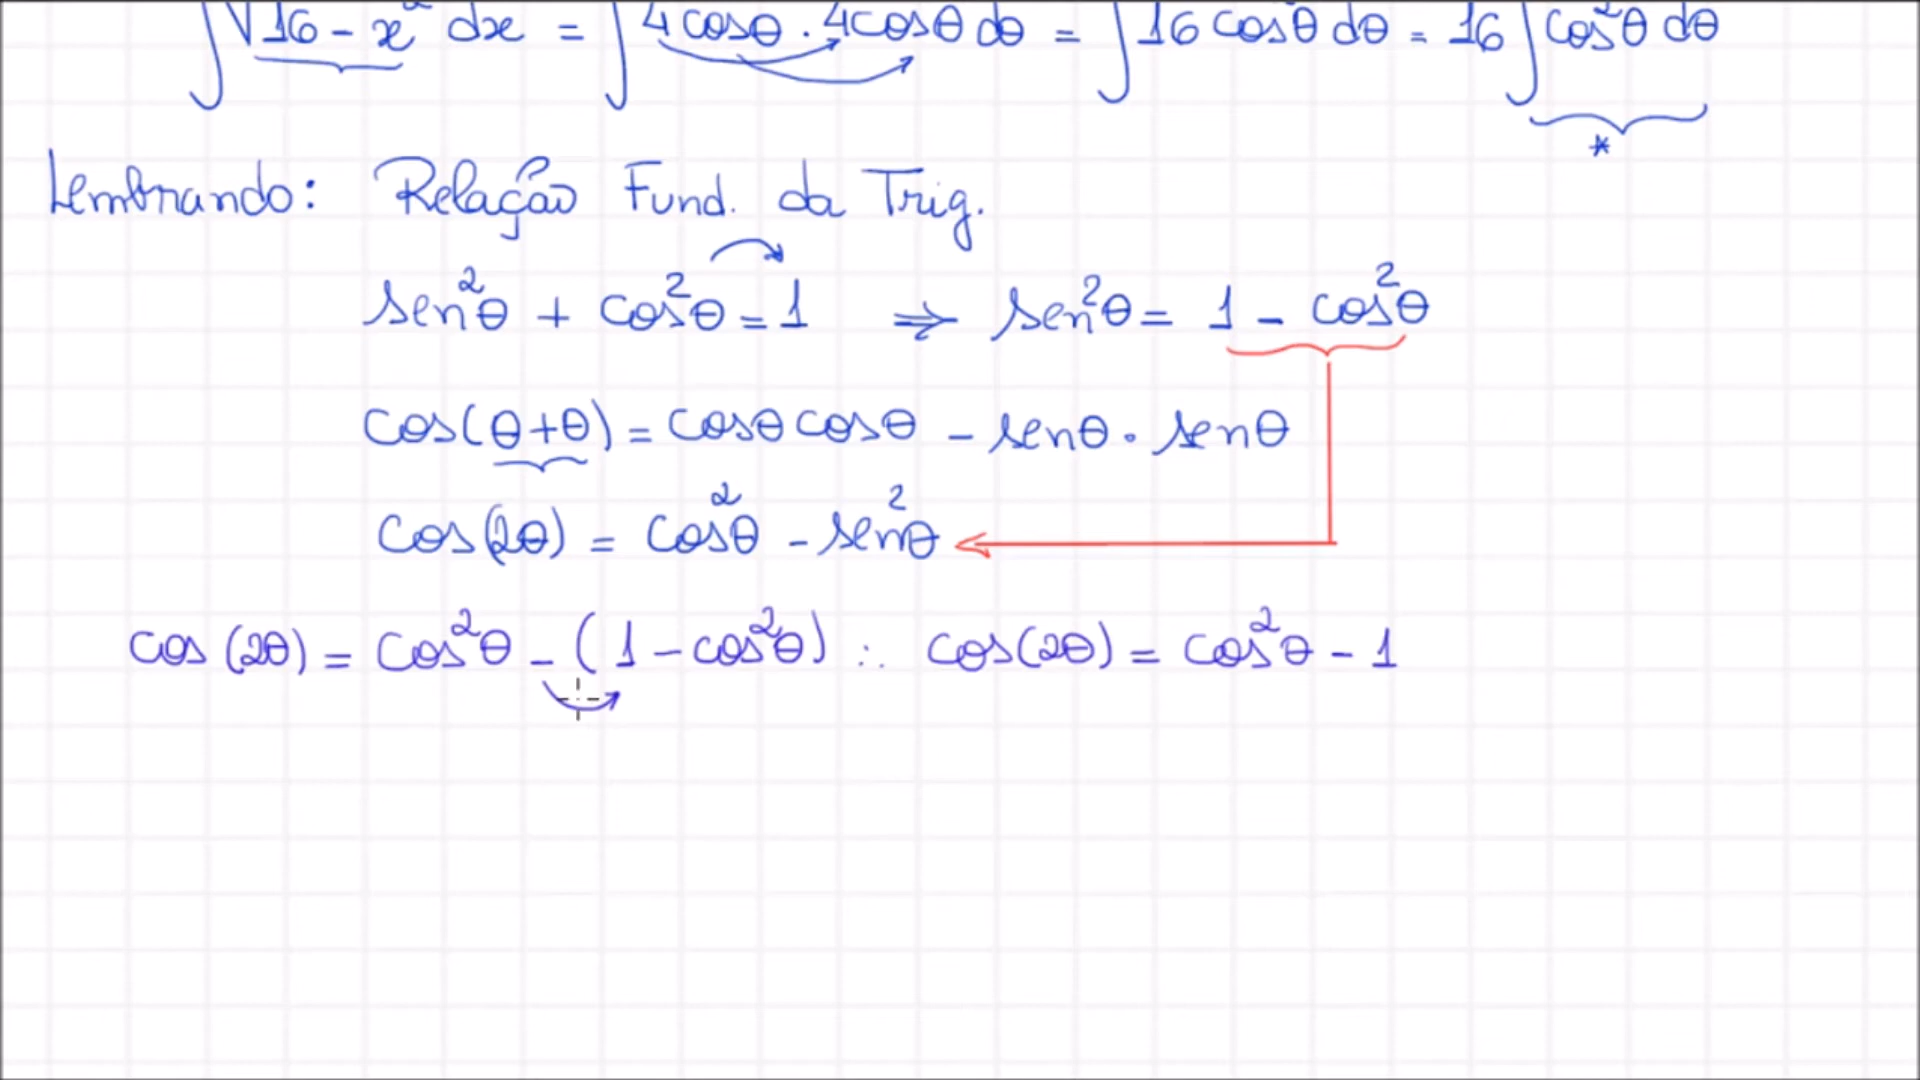 ∫√16 - x² dx = ∫4 cosθ . 4cosθ dθ = ∫16 cos²θ dθ = 16 ∫cos²θ dθ
*
Lembrando: Relação Fund. da Trig.
sen²θ + cos²θ = 1 ⇒ sen²θ = 1 - cos²θ
cos(θ+θ) = cosθ cosθ - senθ . senθ
cos(2θ) = cos²θ - sen²θ
cos(2θ) = cos²θ - (1 - cos²θ) ∴ cos(2θ) = cos²θ - 1